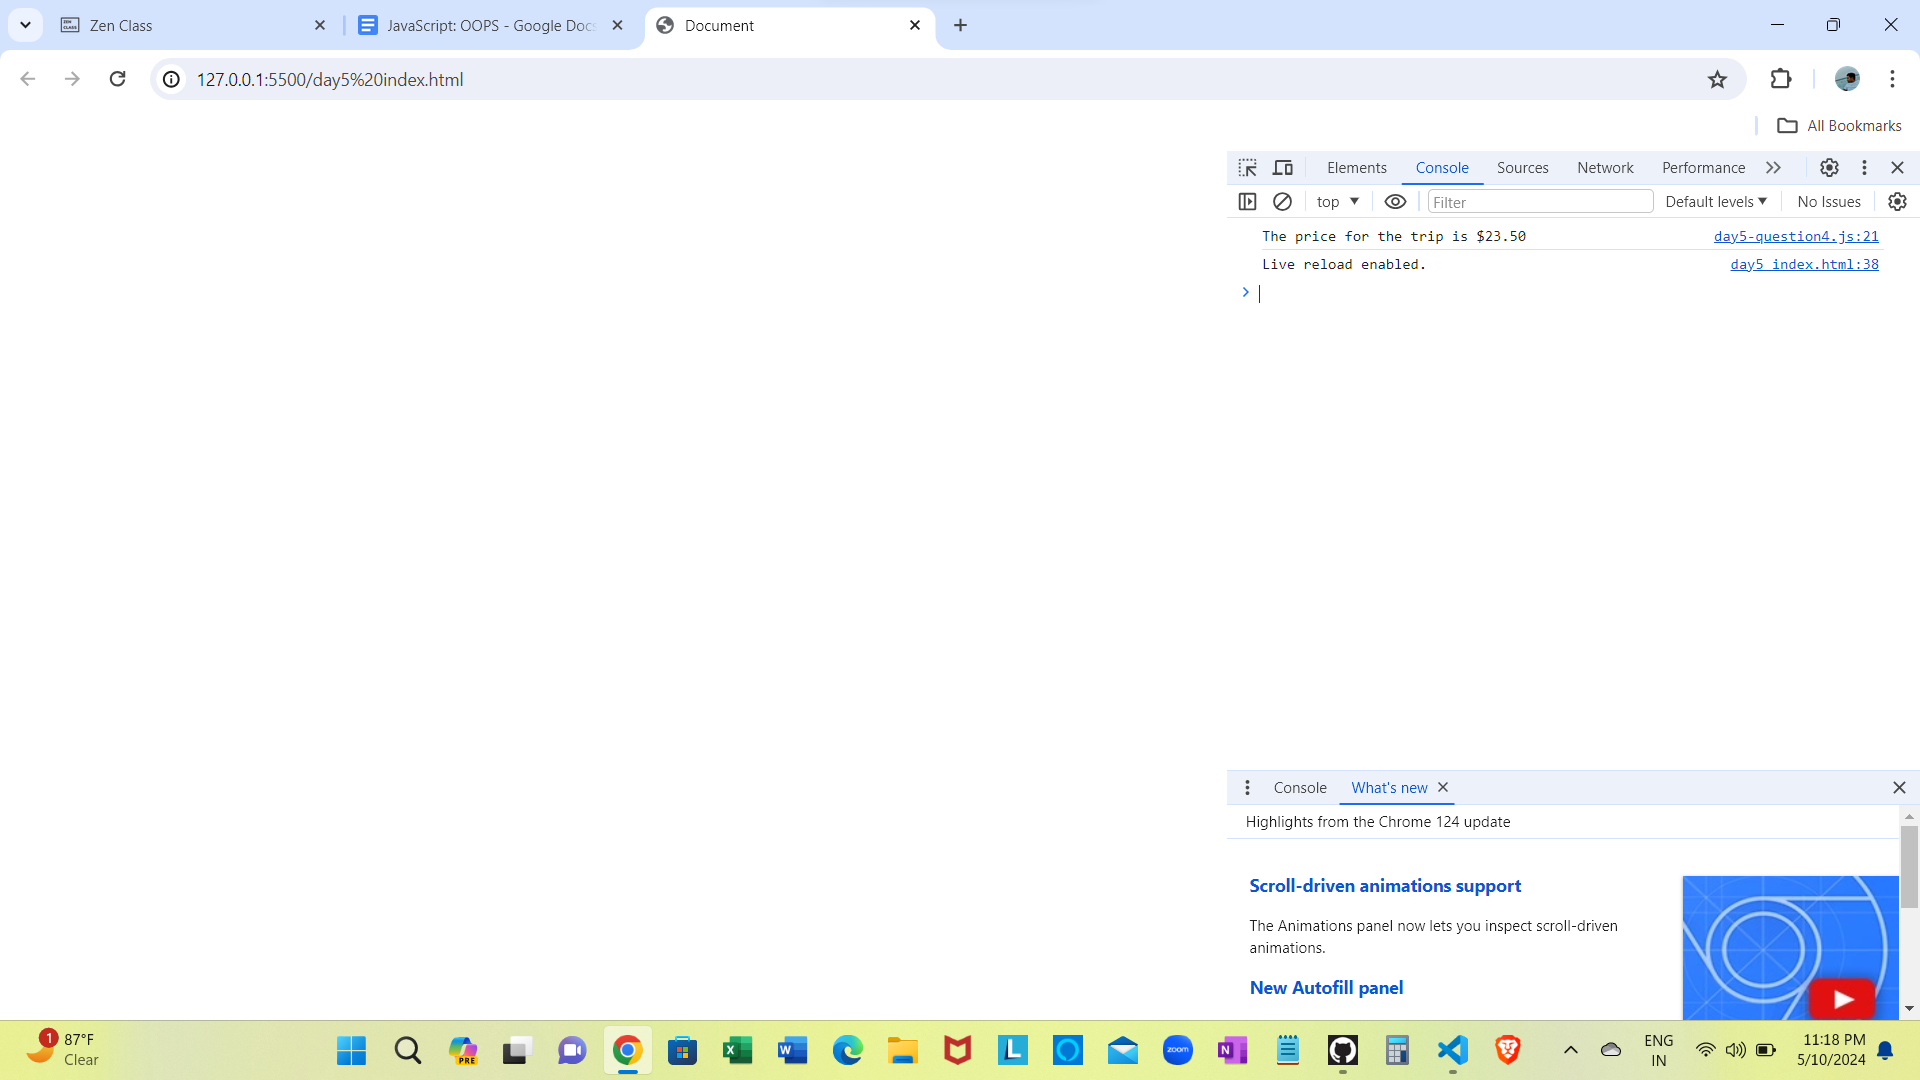 Zen Class
JavaScript: OOPS - Google Docs
Document
127.0.0.1:5500/day5%20index.html
All Bookmarks
Elements
Console
Sources
Network
Performance
top
Filter
Default levels
No Issues
The price for the trip is $23.50
day5-question4.js:21
Live reload enabled.
day5 index.html:38
Console
What's new
Highlights from the Chrome 124 update
Scroll-driven animations support
The Animations panel now lets you inspect scroll-driven
animations.
New Autofill panel
1
87°F
Clear
PRE
zoom
ENG
IN
11:18 PM
5/10/2024